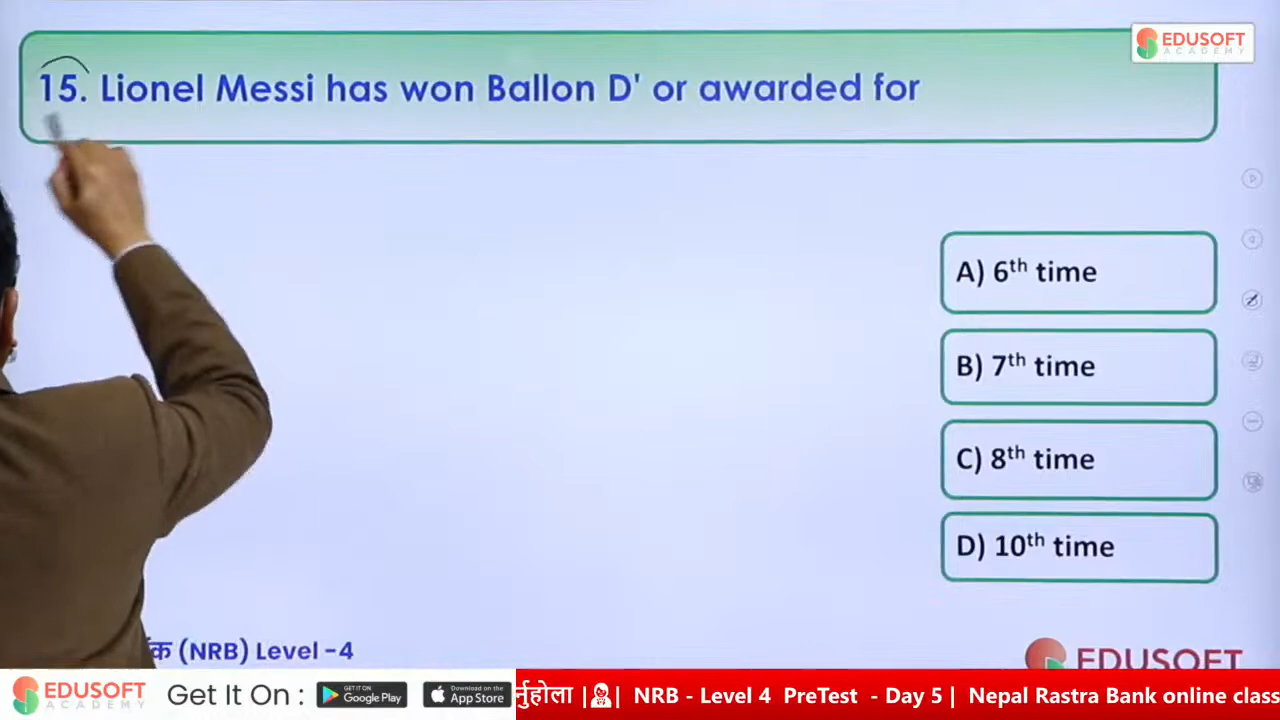 EDUSOFT
ACADEMY
15. Lionel Messi has won Ballon D' or awarded for
A) 6th time
B) 7th time
C) 8th time
D) 10th time
(NRB) Level -4
EDUSOFT
EDUSOFT
ACADEMY
Get It On :
GET IT ON
Google Play
Download on the
App Store
र्नुहोला | | NRB - Level 4 PreTest - Day 5 | Nepal Rastra Bank online class